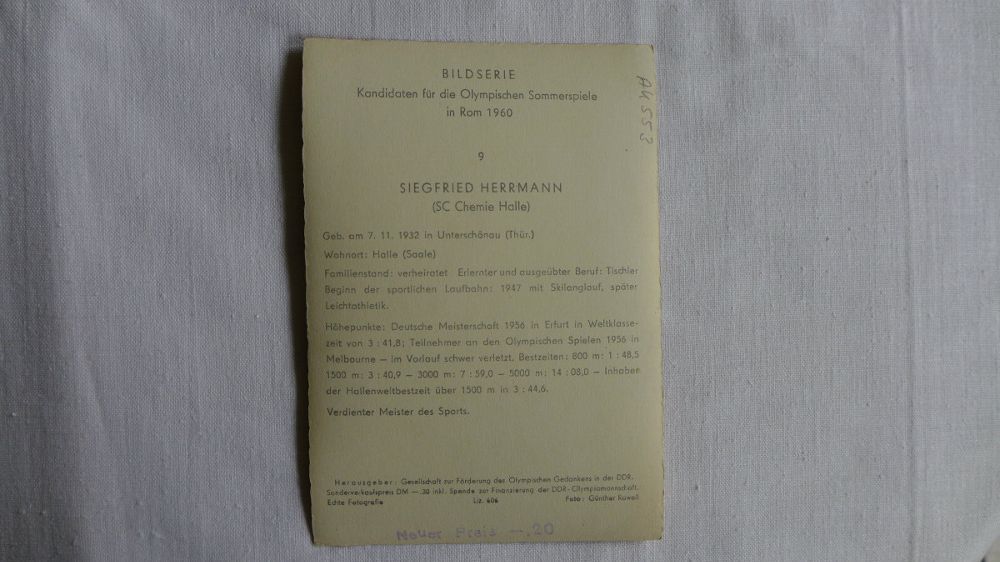 BILDSERIE
Kandidaten für die Olympischen Sommerspiele
in Rom 1960
A4553
9
SIEGFRIED HERRMANN
(SC Chemie Halle)
Geb. am 7. 11. 1932 in Unterschönau (Thür.)
Wohnort: Halle (Saale)
Familienstand: verheiratet Erlernter und ausgeübter Beruf: Tischler
Beginn der sportlichen Laufbahn: 1947 mit Skilanglauf, später
Leichtathletik.
Höhepunkte: Deutsche Meisterschaft 1956 in Erfurt in Weltklasse-
zeit von 3 : 41,8; Teilnehmer an den Olympischen Spielen 1956 in
Melbourne — im Vorlauf schwer verletzt. Bestzeiten: 800 m: 1 : 48,5
1500 m: 3 : 40,9 — 3000 m: 7 : 59,0 — 5000 m: 14 : 08,0 — Inhaber
der Hallenweltbestzeit über 1500 m in 3 : 44,6.
Verdienter Meister des Sports.
Herausgeber: Gesellschaft zur Förderung des Olympischen Gedankens in der DDR.
Sonderverkaufspreis DM —.30 inkl. Spende zur Finanzierung der DDR-Olympiamannschaft.
Echte Fotografie Liz. 606 Foto: Günther Rowell
Neuer Preis —.20